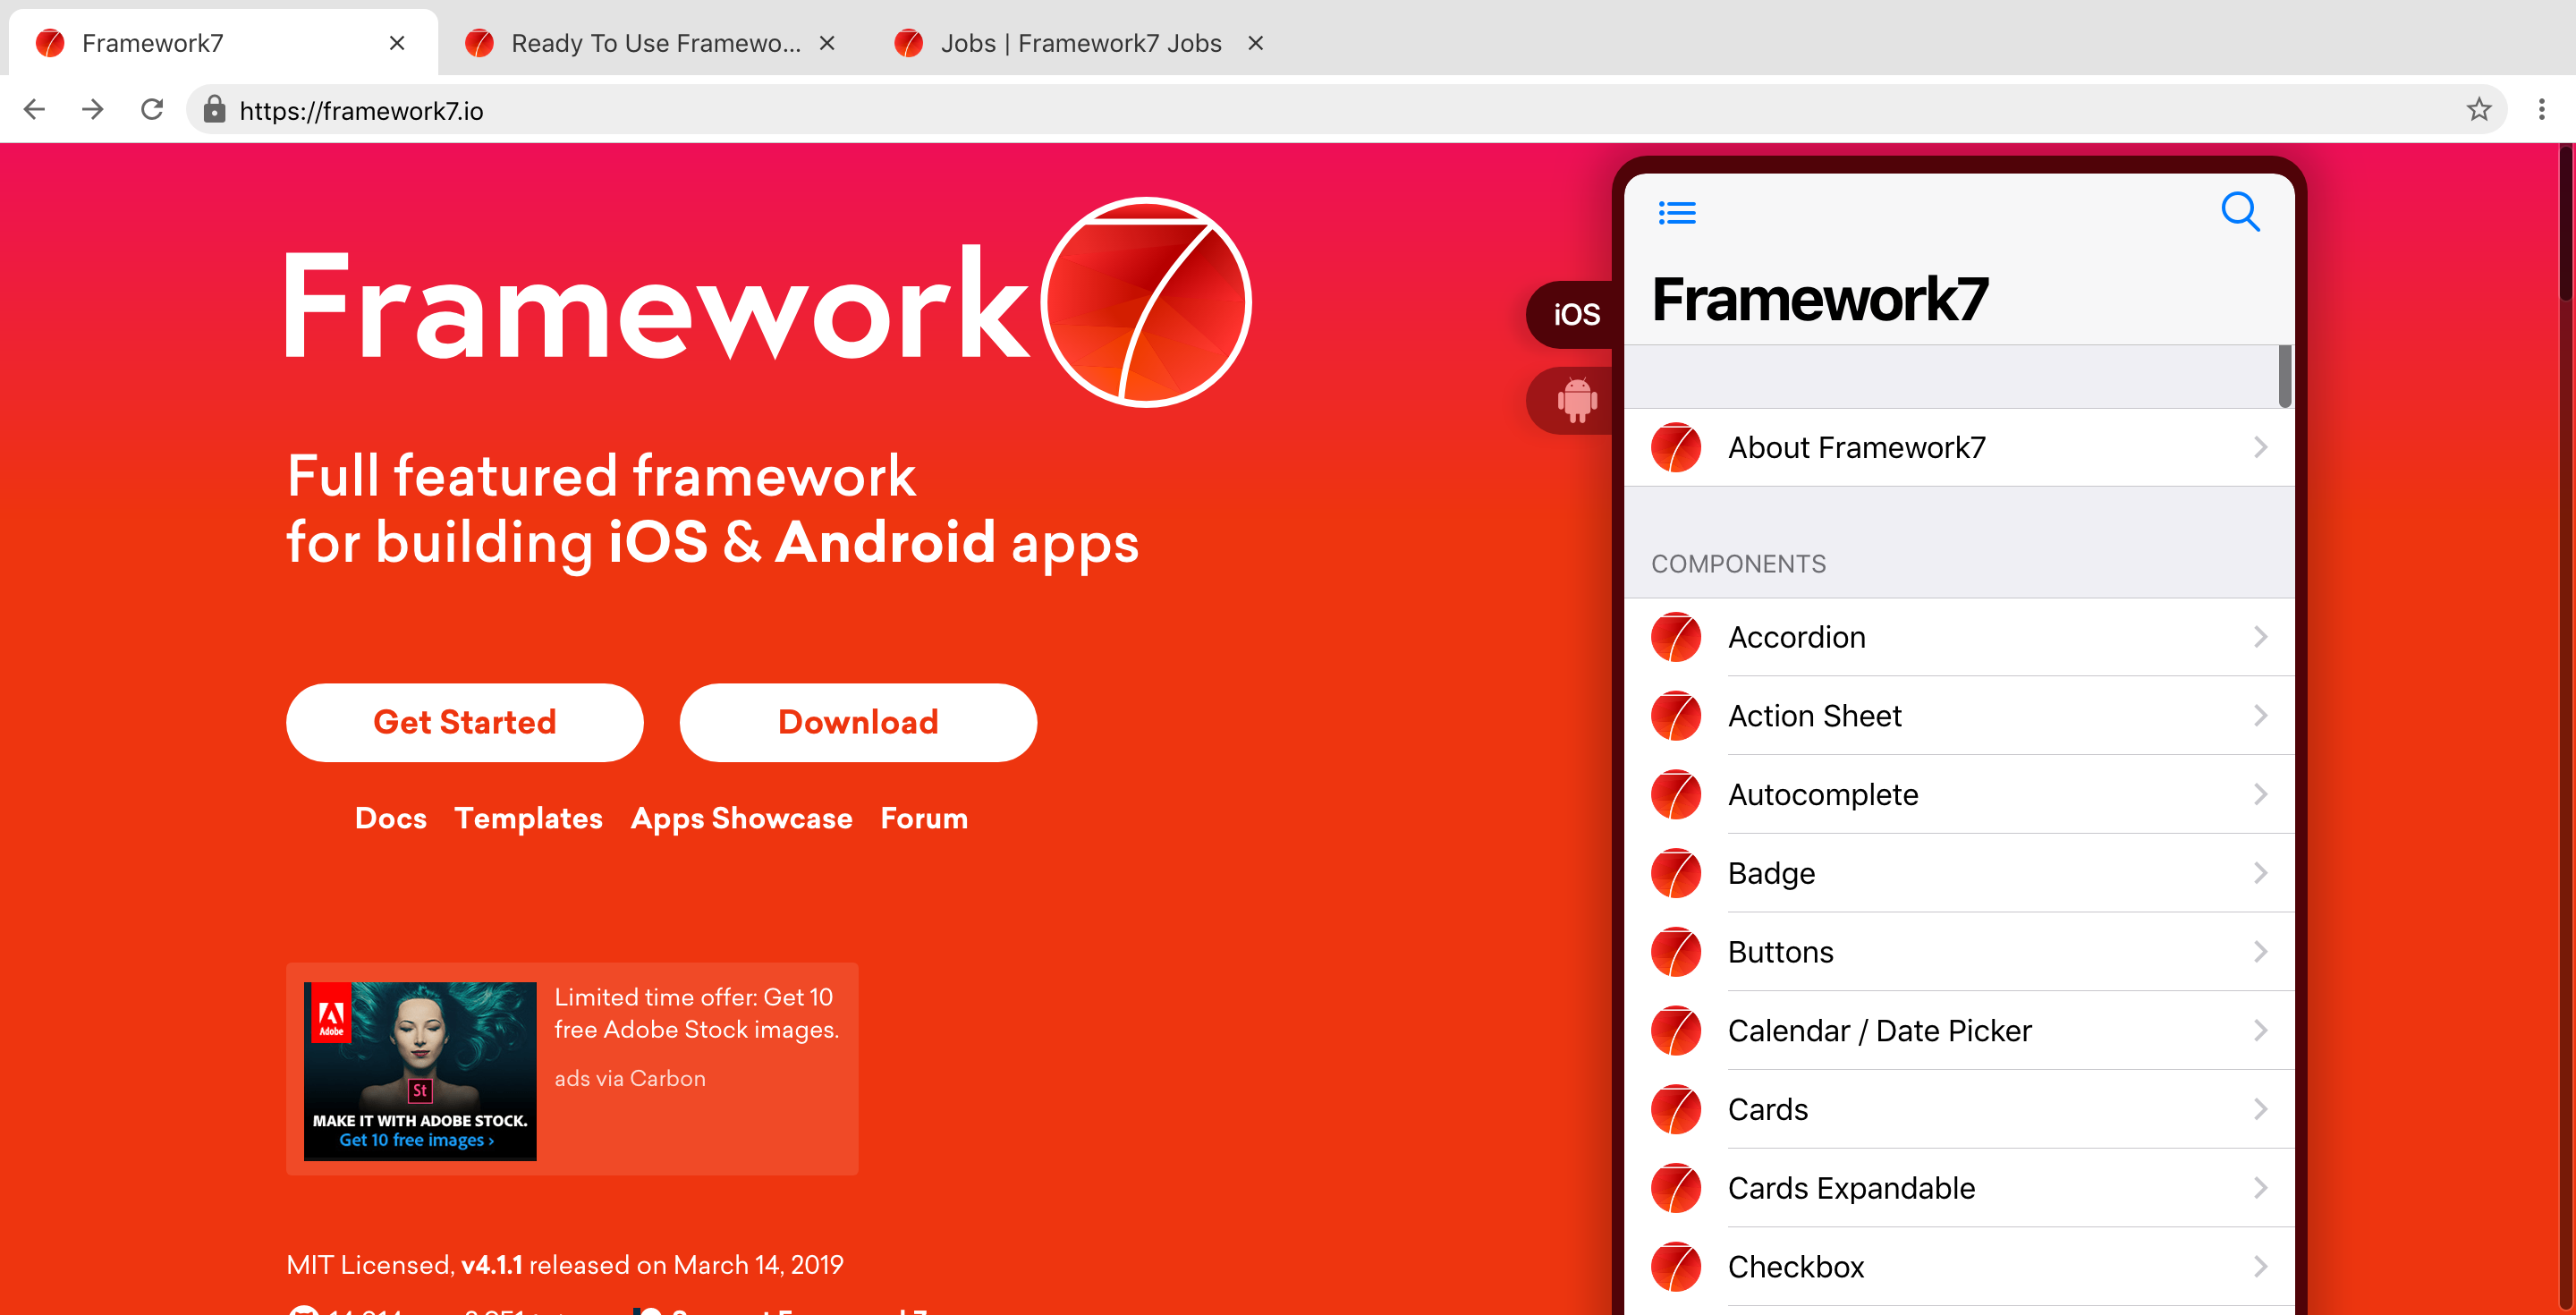 Framework7
Ready To Use Framewo...
Jobs | Framework7 Jobs
https://framework7.io
Framework7
Full featured framework
for building iOS & Android apps
Get Started
Download
Docs
Templates
Apps Showcase
Forum
Adobe
St
MAKE IT WITH ADOBE STOCK.
Get 10 free images ›
Limited time offer: Get 10
free Adobe Stock images.
ads via Carbon
MIT Licensed, v4.1.1 released on March 14, 2019
iOS
Framework7
About Framework7
COMPONENTS
Accordion
Action Sheet
Autocomplete
Badge
Buttons
Calendar / Date Picker
Cards
Cards Expandable
Checkbox